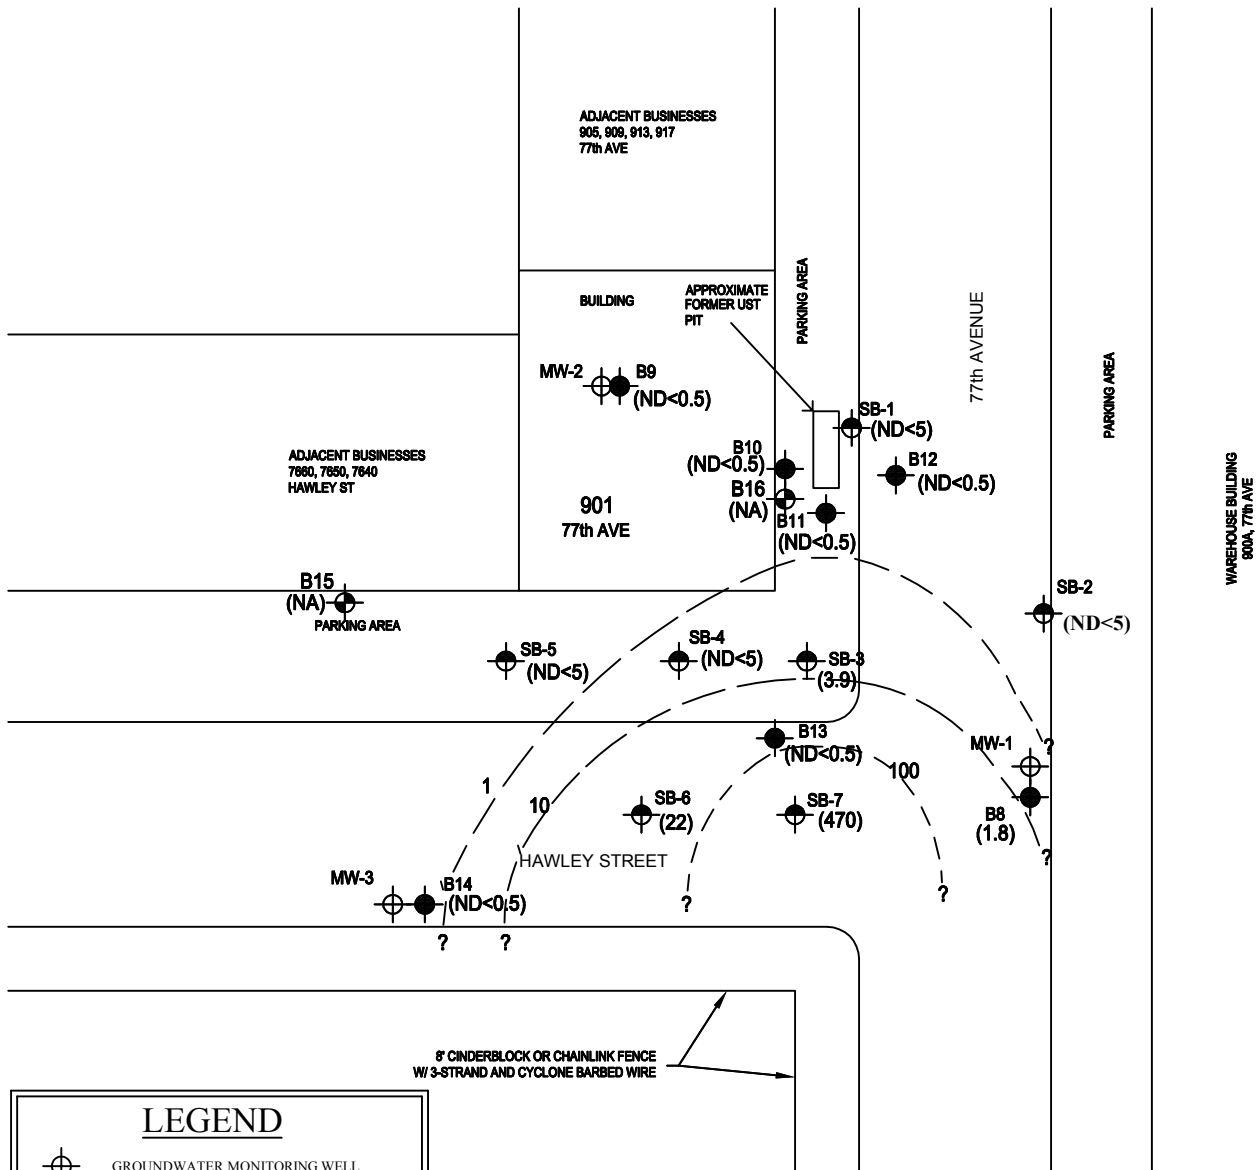 ADJACENT BUSINESSES
905, 909, 913, 917
77th AVE
BUILDING
APPROXIMATE
FORMER UST
PIT
PARKING AREA
77th AVENUE
PARKING AREA
WAREHOUSE BUILDING
900A, 77th AVE
MW-2
B9
(ND<0.5)
SB-1
(ND<5)
ADJACENT BUSINESSES
7660, 7650, 7640
HAWLEY ST
B10
(ND<0.5)
B12
(ND<0.5)
B16
(NA)
901
77th AVE
B11
(ND<0.5)
B15
(NA)
PARKING AREA
SB-2
(ND<5)
SB-5
(ND<5)
SB-4
(ND<5)
SB-3
(3.9)
B13
(ND<0.5)
MW-1
?
100
1
10
SB-6
(22)
SB-7
(470)
B8
(1.8)
?
HAWLEY STREET
MW-3
B14
(ND<0.5)
?
?
?
?
8' CINDERBLOCK OR CHAINLINK FENCE
W/ 3-STRAND AND CYCLONE BARBED WIRE
LEGEND
GROUNDWATER MONITORING WELL